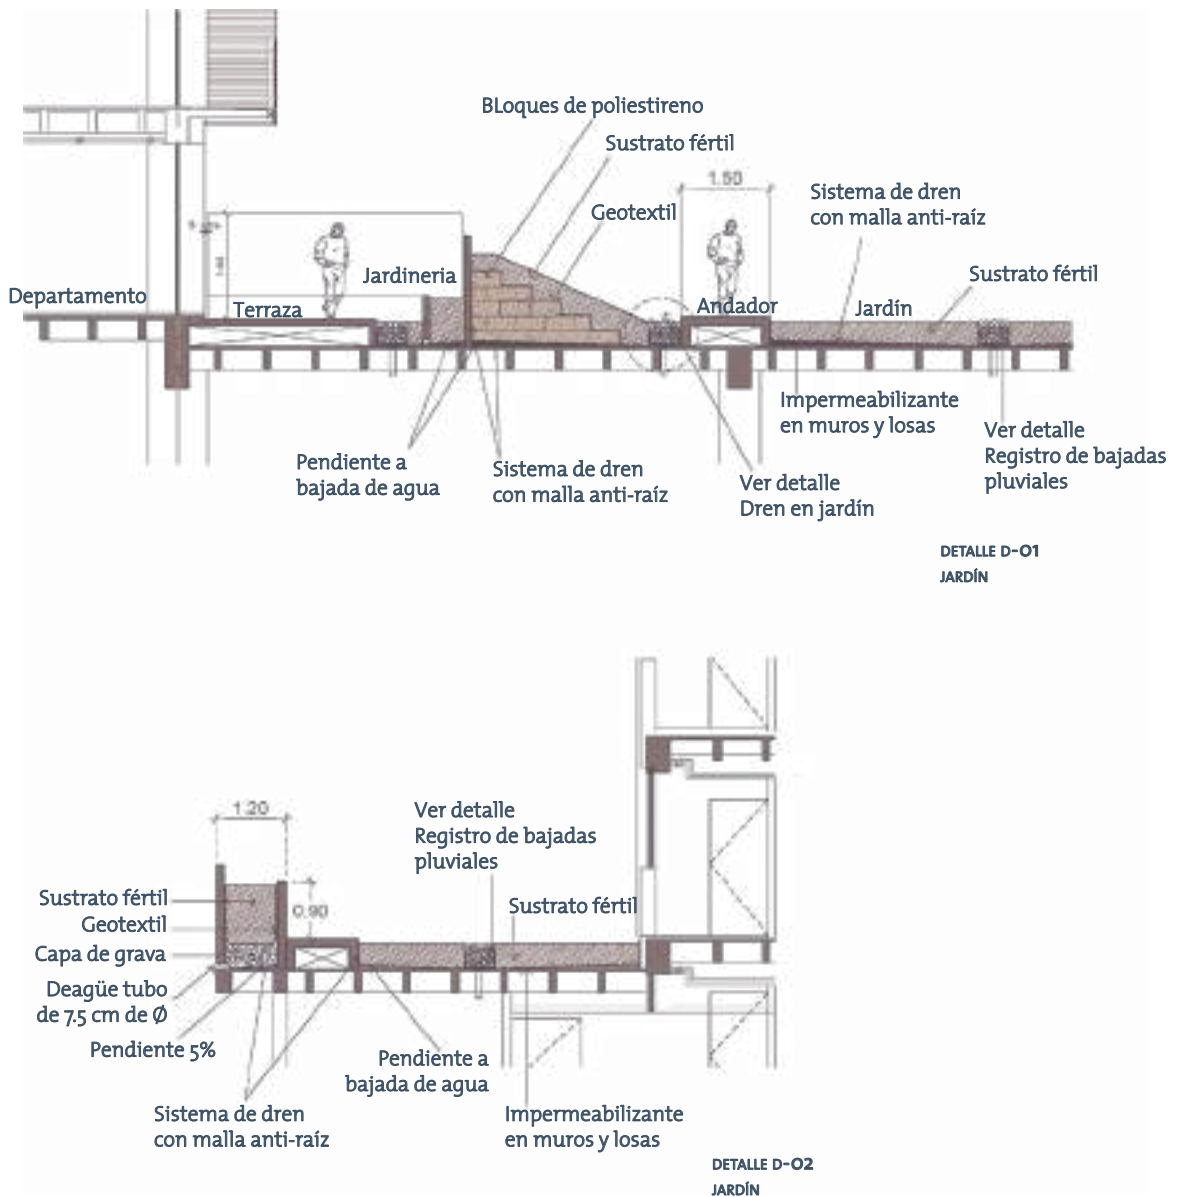 BLoques de poliestireno
Sustrato fértil
1.50
Sistema de dren
con malla anti-raíz
Geotextil
Jardineria
Sustrato fértil
Departamento
Terraza
Andador
Jardín
Impermeabilizante
en muros y losas
Ver detalle
Registro de bajadas
pluviales
Pendiente a
bajada de agua
Sistema de dren
con malla anti-raíz
Ver detalle
Dren en jardín
DETALLE D-01
JARDÍN
1.20
Ver detalle
Registro de bajadas
pluviales
Sustrato fértil
Geotextil
Capa de grava
Deagüe tubo
de 7.5 cm de Ø
Pendiente 5%
0.90
Sustrato fértil
Pendiente a
bajada de agua
Sistema de dren
con malla anti-raíz
Impermeabilizante
en muros y losas
DETALLE D-02
JARDÍN